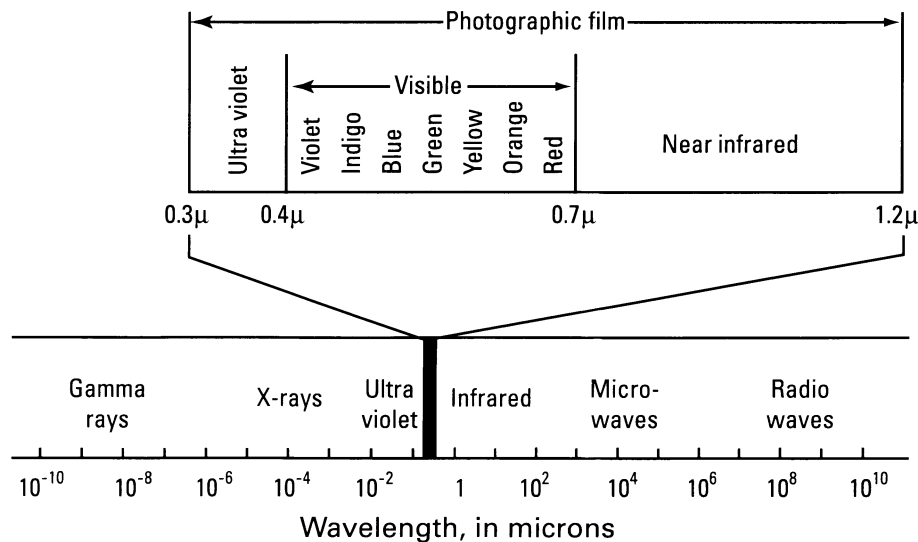 Photographic film
Visible
Ultra violet
Violet
Indigo
Blue
Green
Yellow
Orange
Red
Near infrared
0.3μ 0.4μ 0.7μ 1.2μ
Gamma
rays
X-rays
Ultra
violet
Infrared
Micro-
waves
Radio
waves
10⁻¹⁰ 10⁻⁸ 10⁻⁶ 10⁻⁴ 10⁻² 1 10² 10⁴ 10⁶ 10⁸ 10¹⁰
Wavelength, in microns